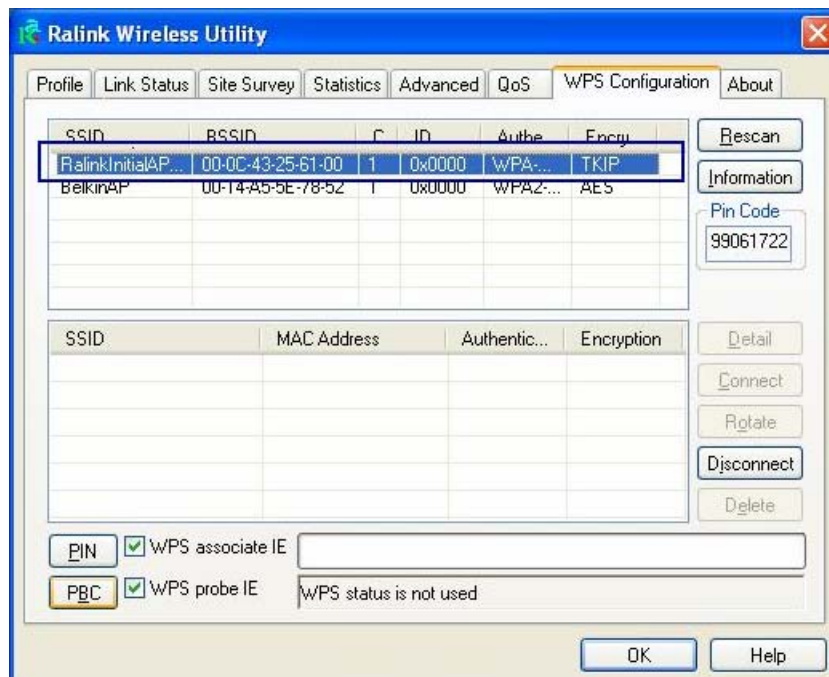 Ralink Wireless Utility
Profile Link Status Site Survey Statistics Advanced QoS WPS Configuration About
SSID BSSID C ID Authe Encry
RalinkInitialAP... 00-0C-43-25-61-00 1 0x0000 WPA-... TKIP
BelkinAP 00-14-A5-5E-78-52 1 0x0000 WPA2-... AES
Rescan
Information
Pin Code
99061722
SSID MAC Address Authentic... Encryption
Detail
Connect
Rotate
Disconnect
Delete
PIN WPS associate IE
PBC WPS probe IE WPS status is not used
OK Help